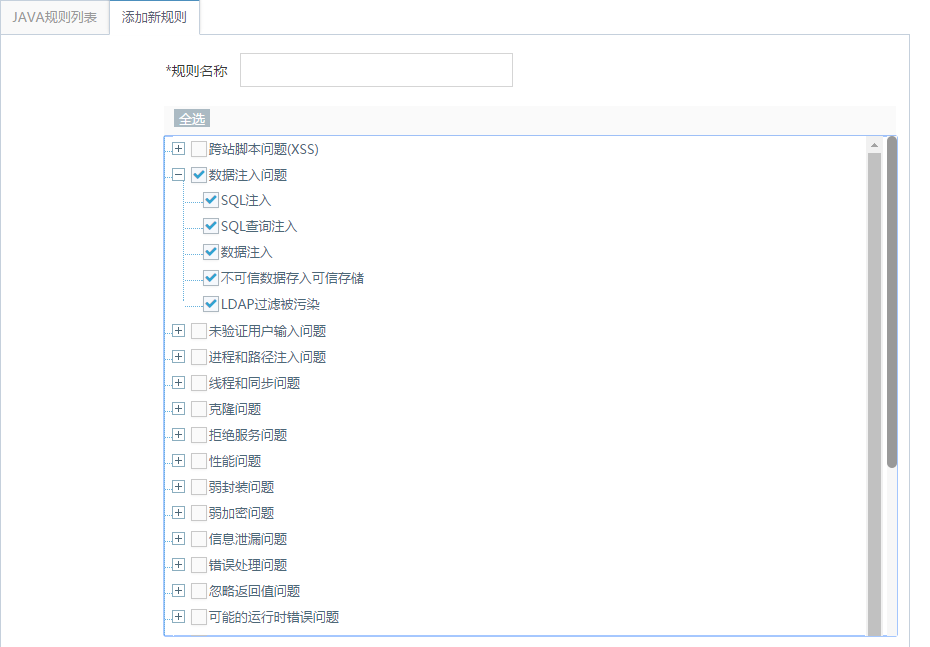 JAVA规则列表 添加新规则
*规则名称
全选
跨站脚本问题(XSS)
数据注入问题
SQL注入
SQL查询注入
数据注入
不可信数据存入可信存储
LDAP过滤被污染
未验证用户输入问题
进程和路径注入问题
线程和同步问题
克隆问题
拒绝服务问题
性能问题
弱封装问题
弱加密问题
信息泄漏问题
错误处理问题
忽略返回值问题
可能的运行时错误问题